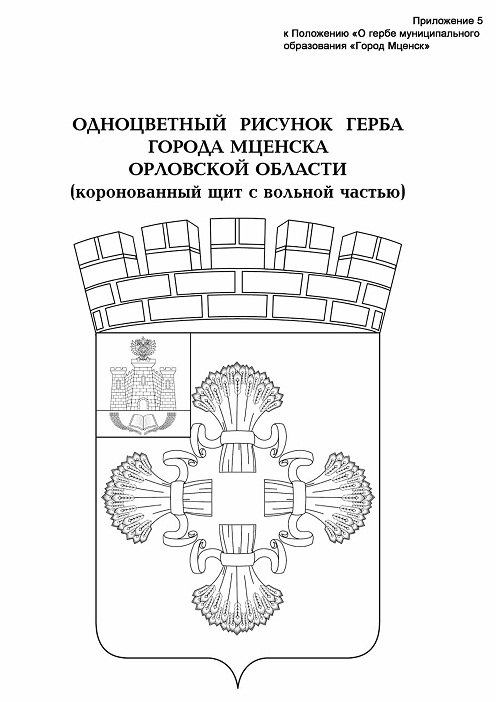 Приложение 5
к Положению «О гербе муниципального
образования «Город Мценск»
ОДНОЦВЕТНЫЙ РИСУНОК ГЕРБА
ГОРОДА МЦЕНСКА
ОРЛОВСКОЙ ОБЛАСТИ
(коронованный щит с вольной частью)